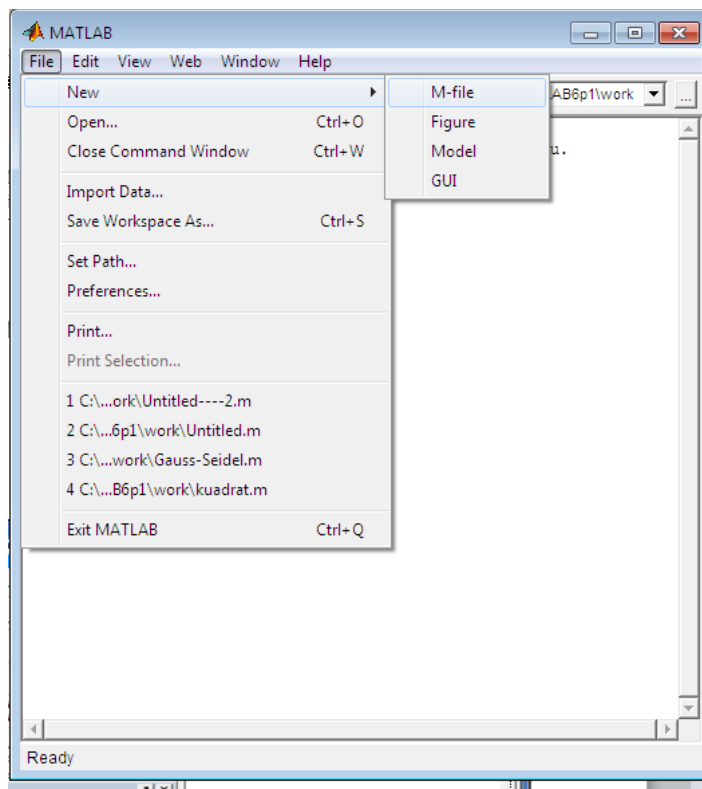 MATLAB
File Edit View Web Window Help
New
Open... Ctrl+O
Close Command Window Ctrl+W
Import Data...
Save Workspace As... Ctrl+S
Set Path...
Preferences...
Print...
Print Selection...
1 C:\...ork\Untitled----2.m
2 C:\...6p1\work\Untitled.m
3 C:\...work\Gauss-Seidel.m
4 C:\...B6p1\work\kuadrat.m
Exit MATLAB Ctrl+Q
M-file
Figure
Model
GUI
AB6p1\work ...
u.
Ready